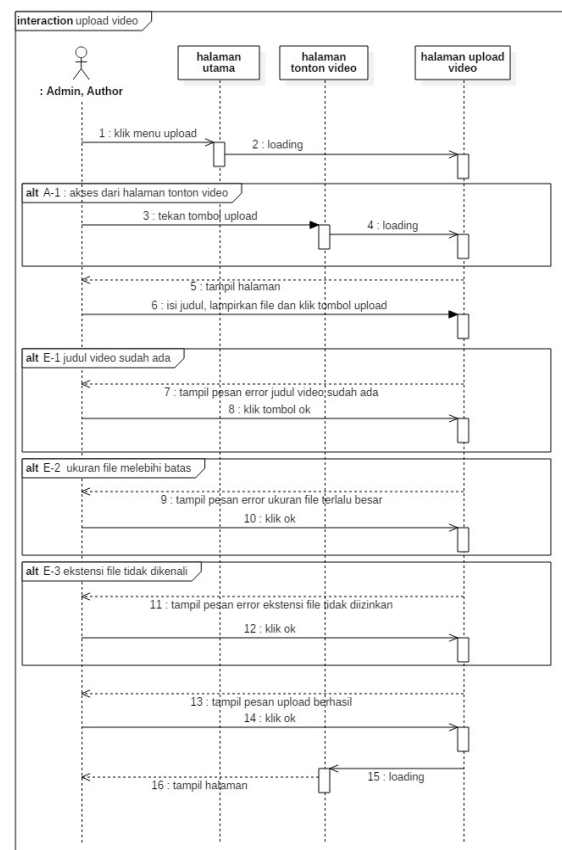 interaction upload video
: Admin, Author
halaman
utama
halaman
tonton video
halaman upload
video
1 : klik menu upload
2 : loading
alt A-1 : akses dari halaman tonton video
3 : tekan tombol upload
4 : loading
5 : tampil halaman
6 : isi judul, lampirkan file dan klik tombol upload
alt E-1 judul video sudah ada
7 : tampil pesan error judul video sudah ada
8 : klik tombol ok
alt E-2 ukuran file melebihi batas
9 : tampil pesan error ukuran file terlalu besar
10 : klik ok
alt E-3 ekstensi file tidak dikenali
11 : tampil pesan error ekstensi file tidak diizinkan
12 : klik ok
13 : tampil pesan upload berhasil
14 : klik ok
15 : loading
16 : tampil halaman